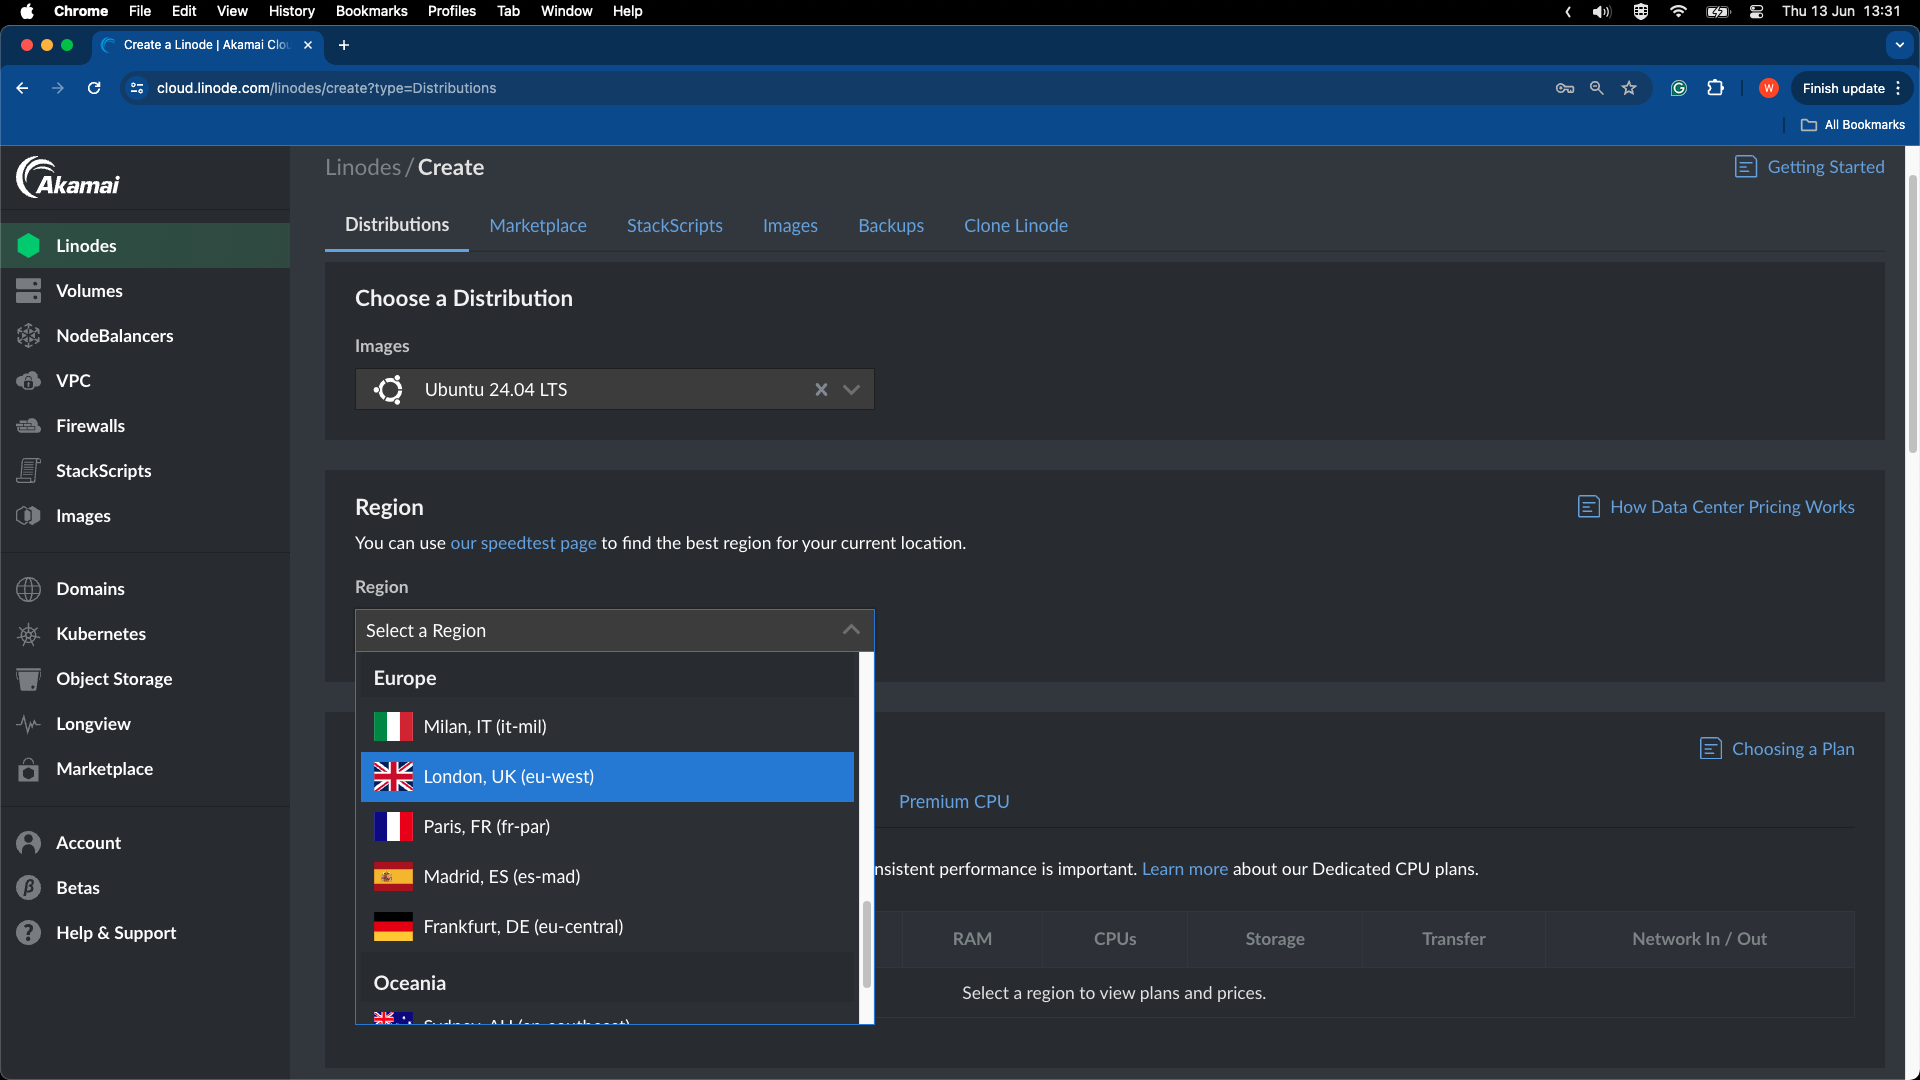 Chrome File Edit View History Bookmarks Profiles Tab Window Help Thu 13 Jun 13:31
Create a Linode | Akamai Clou
cloud.linode.com/linodes/create?type=Distributions W Finish update
All Bookmarks
Akamai
Linodes
Volumes
NodeBalancers
VPC
Firewalls
StackScripts
Images
Domains
Kubernetes
Object Storage
Longview
Marketplace
Account
Betas
Help & Support
Linodes / Create Getting Started
Distributions Marketplace StackScripts Images Backups Clone Linode
Choose a Distribution
Images
Ubuntu 24.04 LTS
Region How Data Center Pricing Works
You can use our speedtest page to find the best region for your current location.
Region
Select a Region
Europe
Milan, IT (it-mil)
London, UK (eu-west)
Paris, FR (fr-par)
Madrid, ES (es-mad)
Frankfurt, DE (eu-central)
Oceania
Sydney, AU (ap-southeast)
Choosing a Plan
Premium CPU
nsistent performance is important. Learn more about our Dedicated CPU plans.
RAM CPUs Storage Transfer Network In / Out
Select a region to view plans and prices.